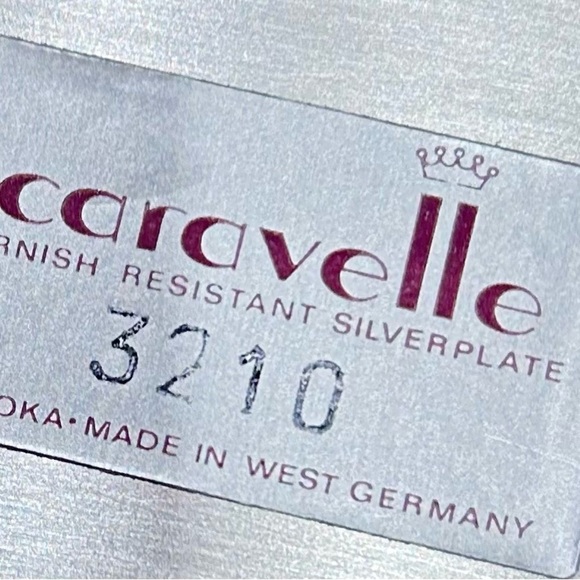 caravelle
RNISH RESISTANT SILVERPLATE
3210
OKA • MADE IN WEST GERMANY